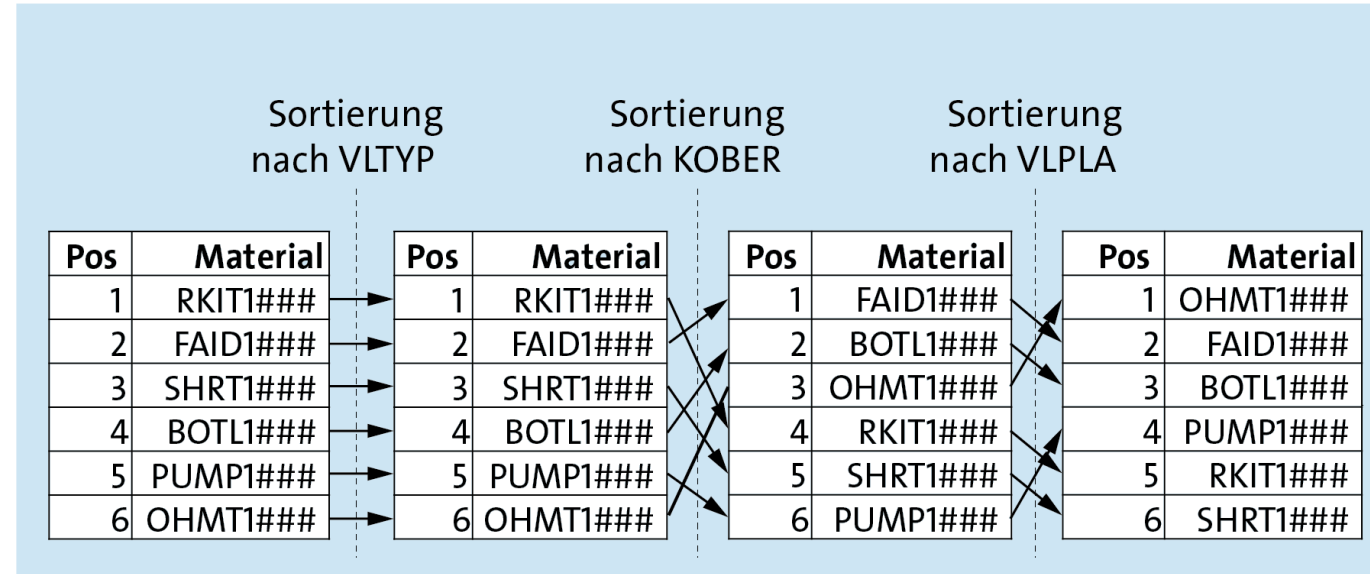 Sortierung
nach VLTYP
Sortierung
nach KOBER
Sortierung
nach VLPLA
Pos Material Pos Material Pos Material Pos Material
1 RKIT1### 1 RKIT1### 1 FAID1### 1 OHMT1###
2 FAID1### 2 FAID1### 2 BOTL1### 2 FAID1###
3 SHRT1### 3 SHRT1### 3 OHMT1### 3 BOTL1###
4 BOTL1### 4 BOTL1### 4 RKIT1### 4 PUMP1###
5 PUMP1### 5 PUMP1### 5 SHRT1### 5 RKIT1###
6 OHMT1### 6 OHMT1### 6 PUMP1### 6 SHRT1###